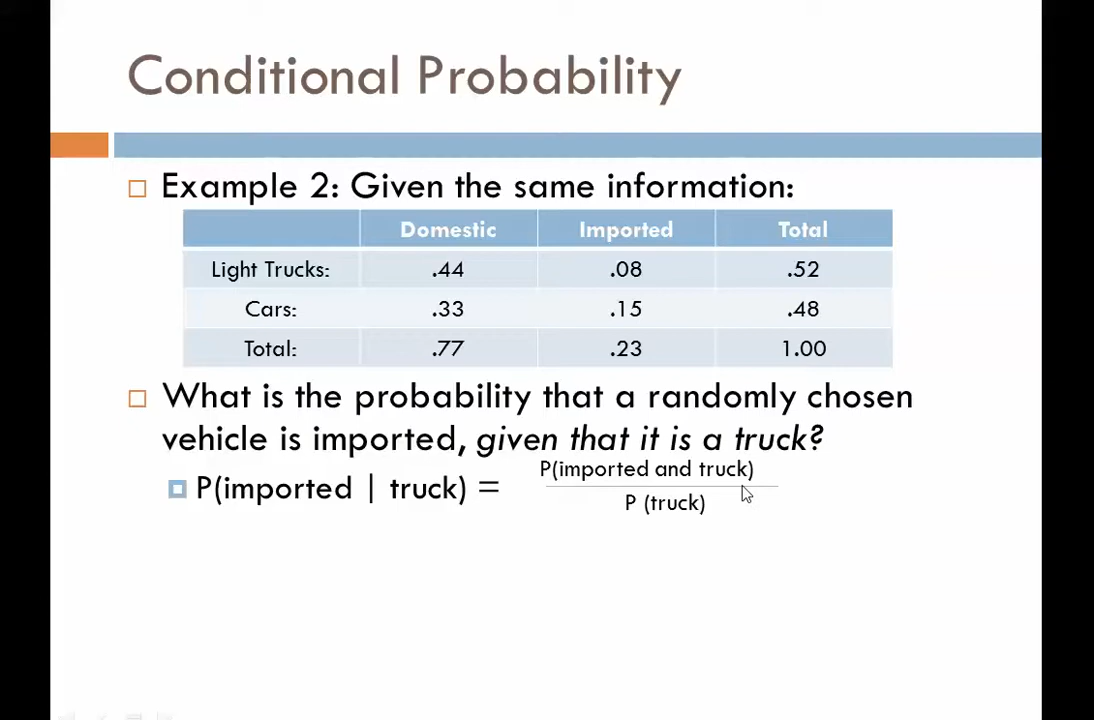 Conditional Probability
Example 2: Given the same information:
Domestic Imported Total
Light Trucks: .44 .08 .52
Cars: .33 .15 .48
Total: .77 .23 1.00
What is the probability that a randomly chosen
vehicle is imported, given that it is a truck?
P(imported and truck)
P(imported | truck) =
P (truck)